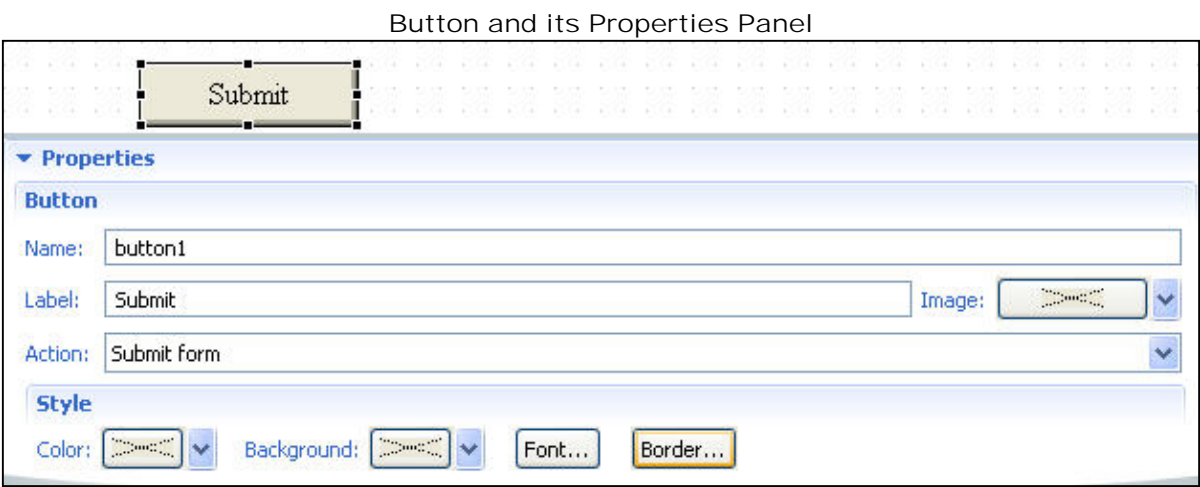 Button and its Properties Panel
Submit
Properties
Button
Name: button1
Label: Submit Image:
Action: Submit form
Style
Color: Background: Font... Border...